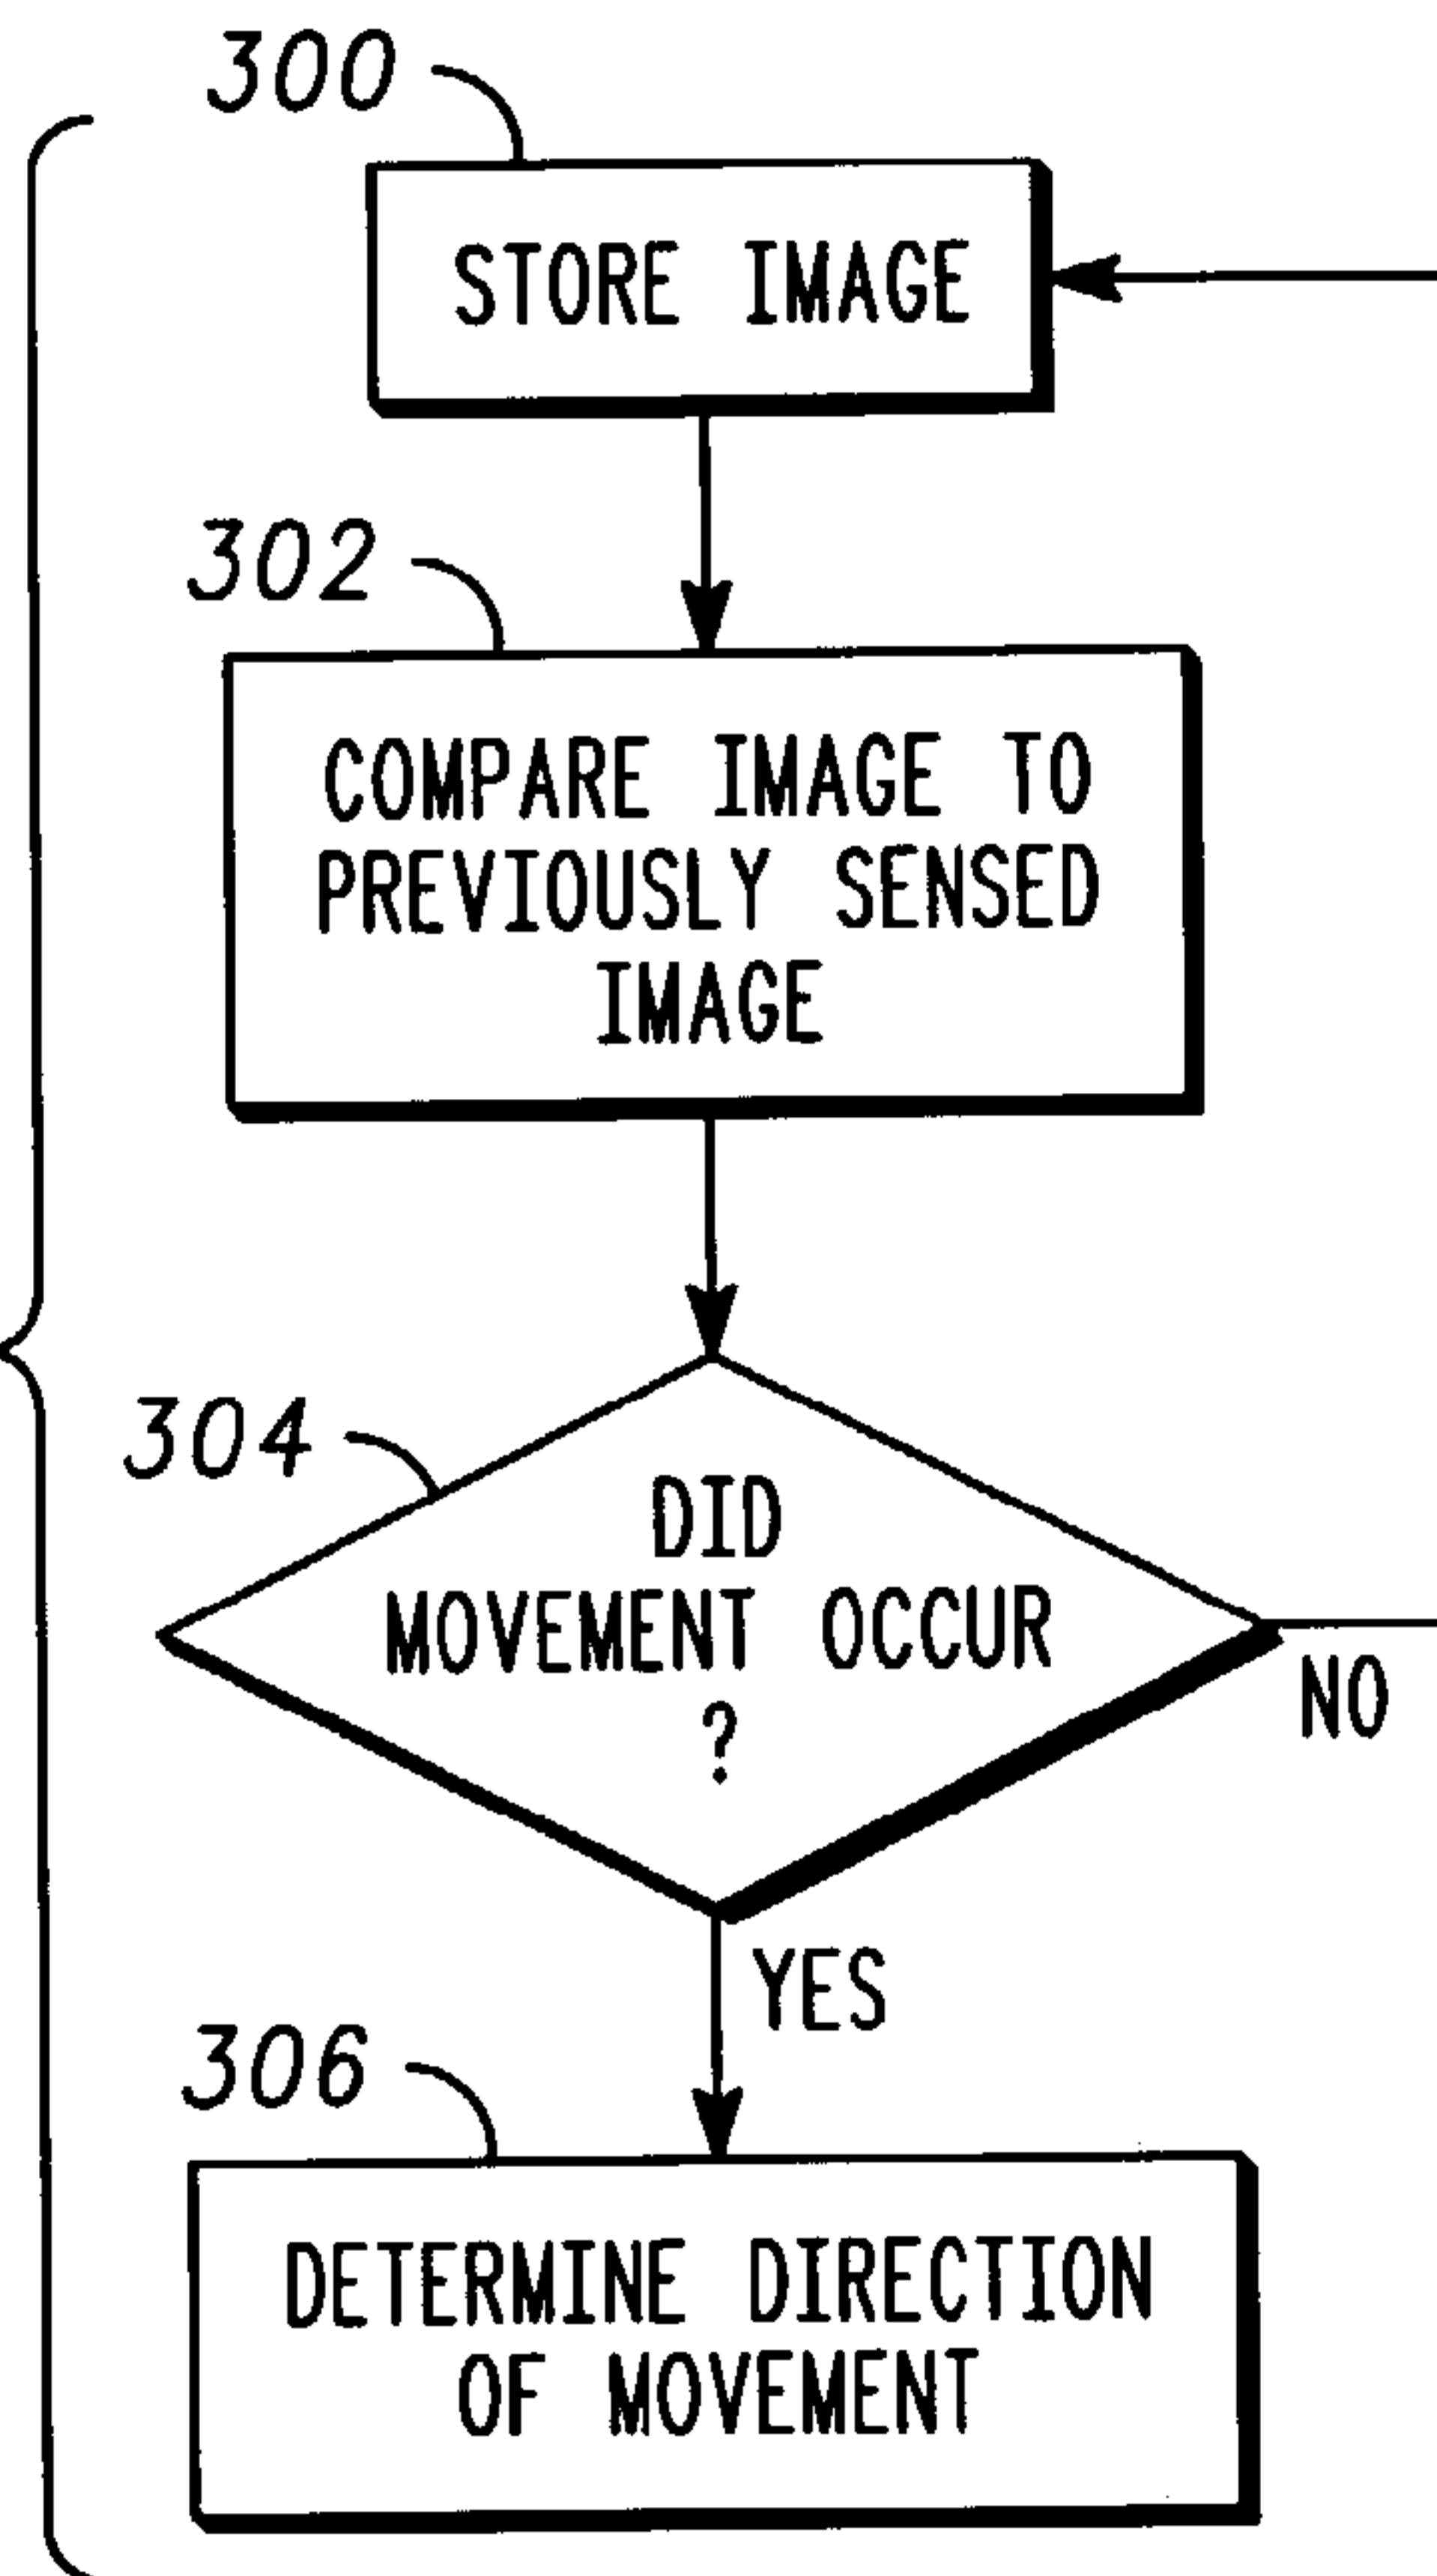 300
STORE IMAGE
302
COMPARE IMAGE TO
PREVIOUSLY SENSED
IMAGE
304
DID
MOVEMENT OCCUR
?
NO
YES
306
DETERMINE DIRECTION
OF MOVEMENT